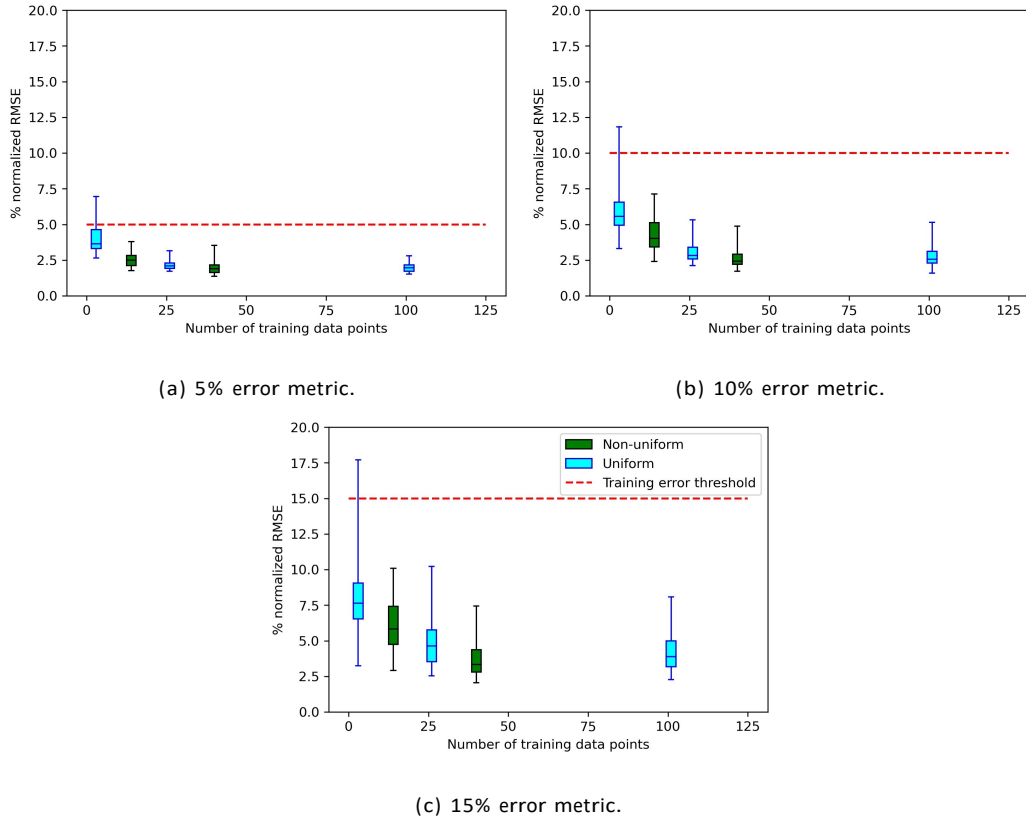 20.0
17.5
15.0
12.5
10.0
7.5
5.0
2.5
0.0
% normalized RMSE
0 25 50 75 100 125
Number of training data points
(a) 5% error metric.
20.0
17.5
15.0
12.5
10.0
7.5
5.0
2.5
0.0
% normalized RMSE
0 25 50 75 100 125
Number of training data points
(b) 10% error metric.
20.0
17.5
15.0
12.5
10.0
7.5
5.0
2.5
0.0
% normalized RMSE
Non-uniform
Uniform
Training error threshold
0 25 50 75 100 125
Number of training data points
(c) 15% error metric.